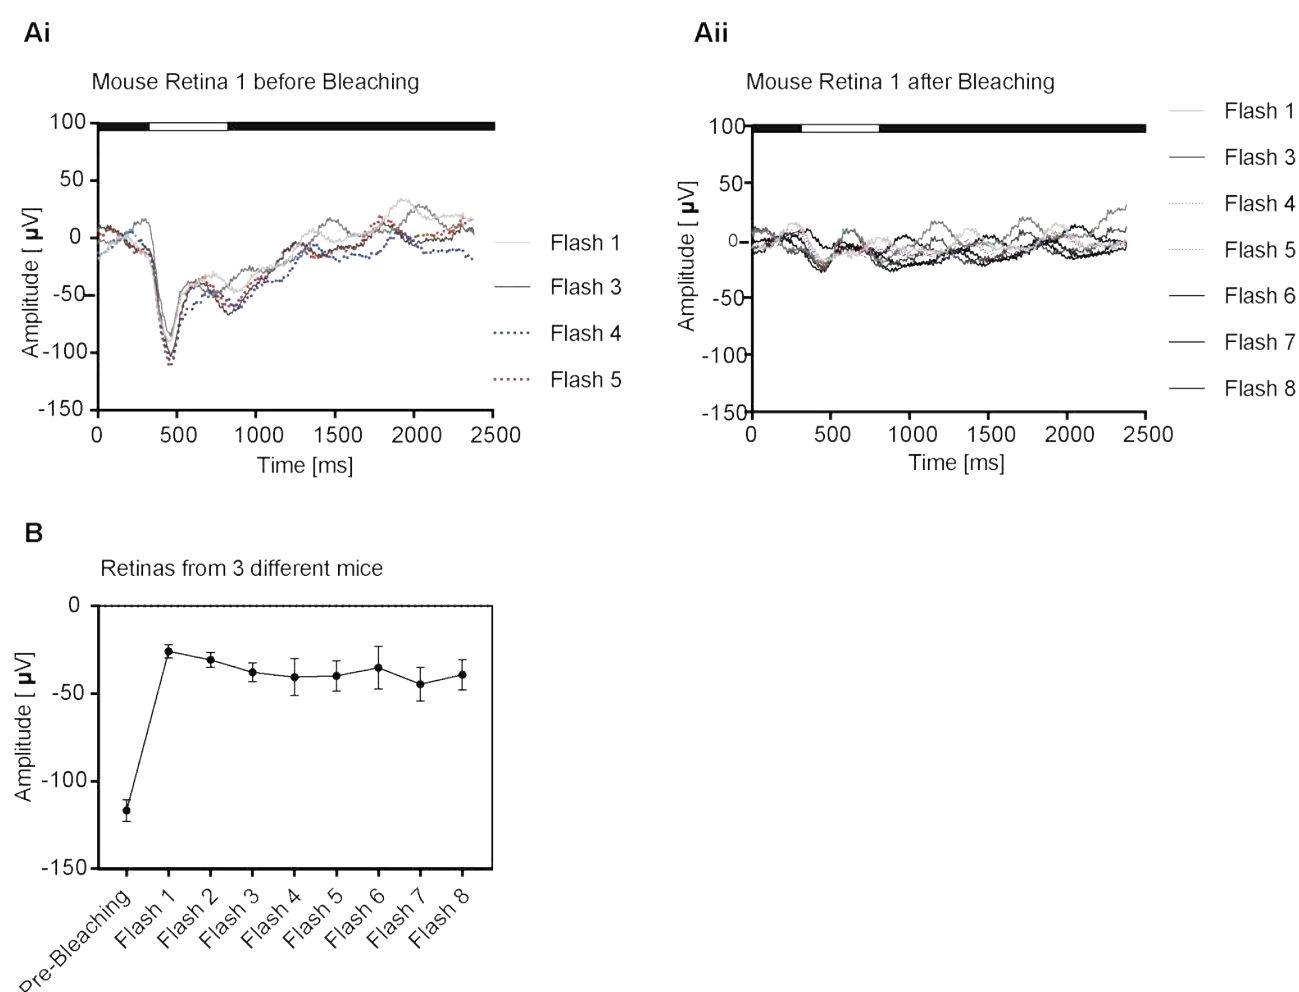 Ai
Mouse Retina 1 before Bleaching
100
50
0
-50
-100
-150
Amplitude [ µV]
0 500 1000 1500 2000 2500
Time [ms]
Flash 1
Flash 3
Flash 4
Flash 5
Aii
Mouse Retina 1 after Bleaching
100
50
0
-50
-100
-150
Amplitude [ µV]
0 500 1000 1500 2000 2500
Time [ms]
Flash 1
Flash 3
Flash 4
Flash 5
Flash 6
Flash 7
Flash 8
B
Retinas from 3 different mice
0
-50
-100
-150
Amplitude [ µV]
Pre-Bleaching
Flash 1
Flash 2
Flash 3
Flash 4
Flash 5
Flash 6
Flash 7
Flash 8